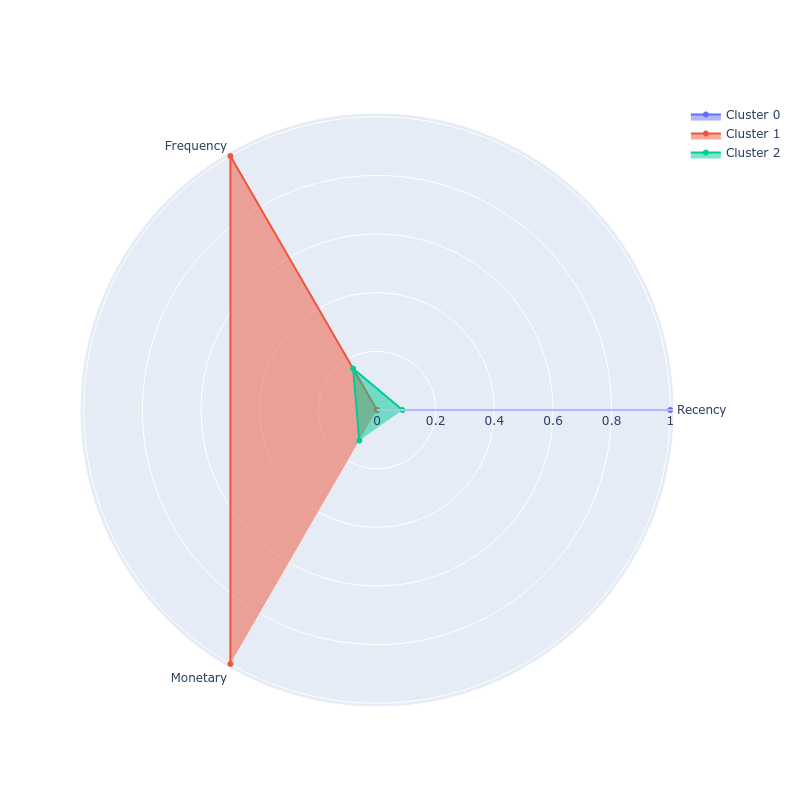 Cluster 0
Cluster 1
Cluster 2
Frequency
Recency
0
0.2
0.4
0.6
0.8
1
Monetary